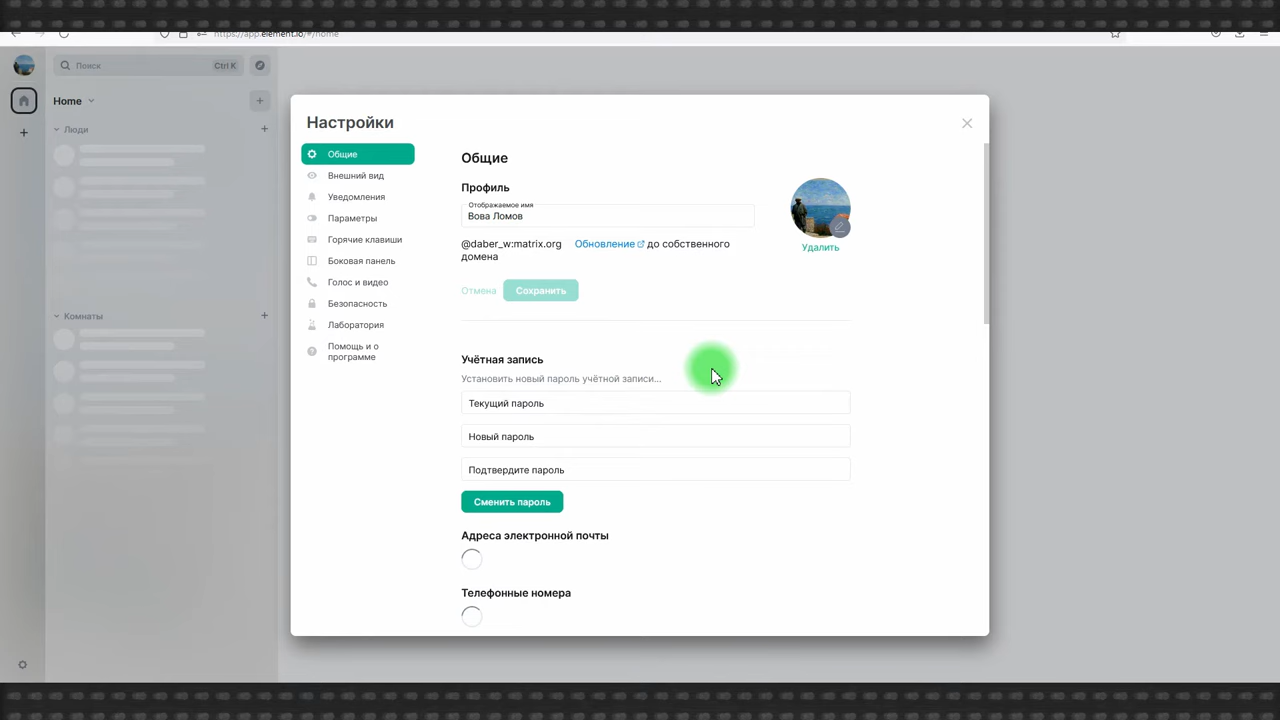 https://app.element.io/#/home
Поиск
Ctrl K
Home
Люди
Комнаты
Настройки
Общие
Внешний вид
Уведомления
Параметры
Горячие клавиши
Боковая панель
Голос и видео
Безопасность
Лаборатория
Помощь и о
программе
Общие
Профиль
Отображаемое имя
Вова Ломов
@daber_w:matrix.org Обновление до собственного
домена
Удалить
Отмена
Сохранить
Учётная запись
Установить новый пароль учётной записи...
Текущий пароль
Новый пароль
Подтвердите пароль
Сменить пароль
Адреса электронной почты
Телефонные номера